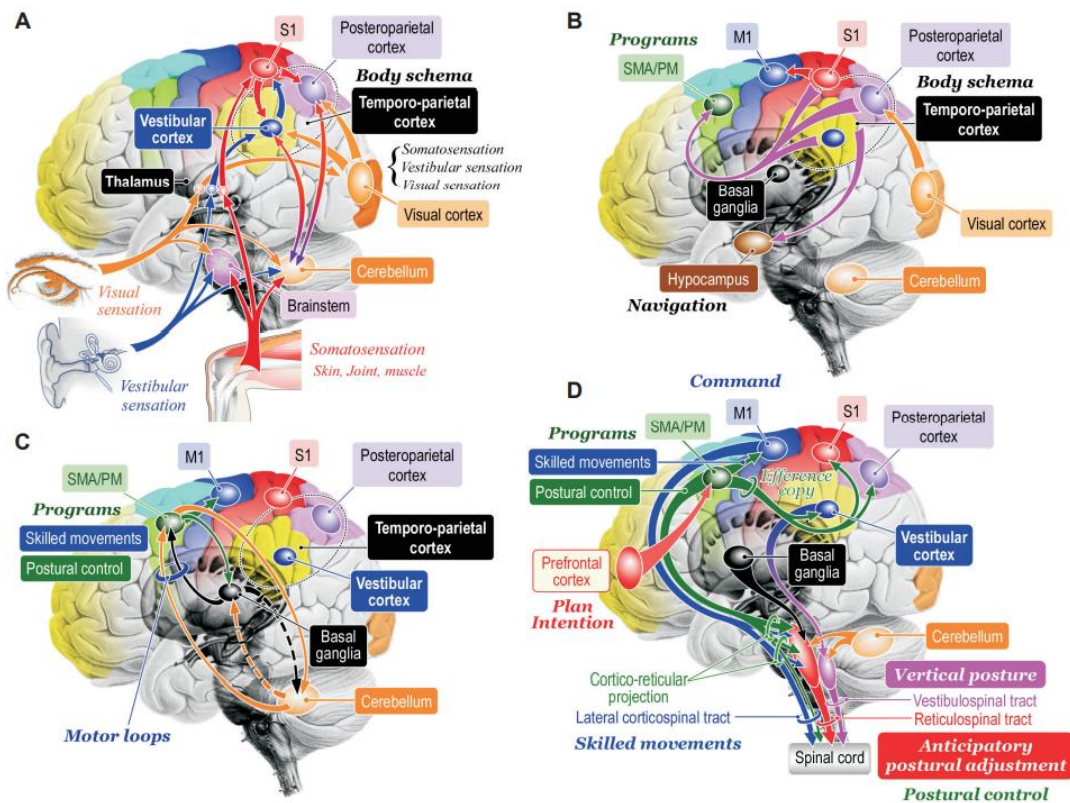 A
S1
Posteroparietal
cortex
Body schema
Temporo-parietal
cortex
Vestibular
cortex
Somatosensation
Vestibular sensation
Visual sensation
Thalamus
Visual cortex
Cerebellum
Brainstem
Visual
sensation
Vestibular
sensation
Somatosensation
Skin, Joint, muscle
B
Programs
M1
S1
Posteroparietal
cortex
SMA/PM
Body schema
Temporo-parietal
cortex
Basal
ganglia
Visual cortex
Hypocampus
Cerebellum
Navigation
C
M1
S1
Posteroparietal
cortex
SMA/PM
Programs
Skilled movements
Postural control
Temporo-parietal
cortex
Vestibular
cortex
Basal
ganglia
Cerebellum
Motor loops
D
Command
M1
S1
Posteroparietal
cortex
SMA/PM
Programs
Skilled movements
Postural control
Efference
copy
Vestibular
cortex
Basal
ganglia
Prefrontal
cortex
Plan
Intention
Cerebellum
Cortico-reticular
projection
Vertical posture
Vestibulospinal tract
Lateral corticospinal tract
Reticulospinal tract
Skilled movements
Spinal cord
Anticipatory
postural adjustment
Postural control